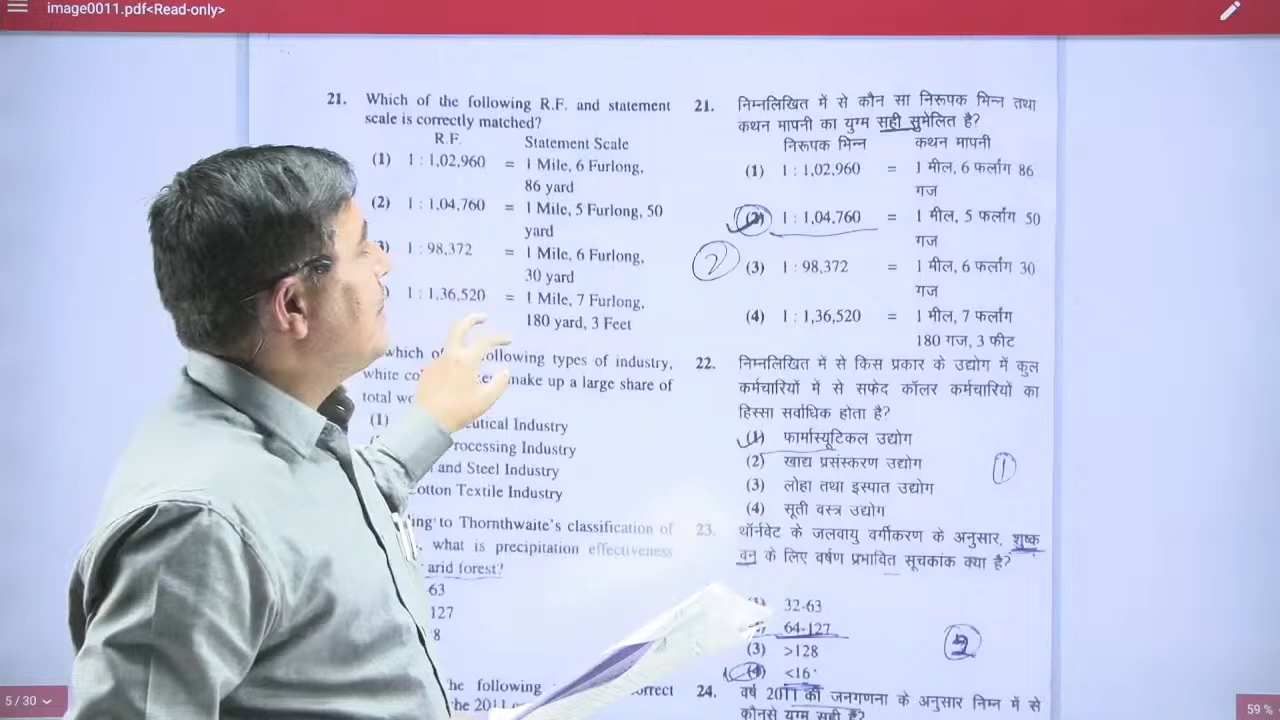 image0011.pdf<Read-only>
21. Which of the following R.F. and statement
scale is correctly matched?
R.F. Statement Scale
(1) 1 : 1,02,960 = 1 Mile, 6 Furlong,
86 yard
(2) 1 : 1,04,760 = 1 Mile, 5 Furlong, 50
yard
) 1 : 98,372 = 1 Mile, 6 Furlong,
30 yard
1 : 1,36,520 = 1 Mile, 7 Furlong,
180 yard, 3 Feet
which of ollowing types of industry,
white co make up a large share of
total
(1) utical Industry
rocessing Industry
and Steel Industry
otton Textile Industry
ing to Thornthwaite's classification of
, what is precipitation effectiveness
arid forest?
63
127
8
he following orrect
he 2011
21. निम्नलिखित में से कौन सा निरूपक भिन्न तथा
कथन मापनी का युग्म सही सुमेलित है?
निरूपक भिन्न कथन मापनी
(1) 1 : 1,02,960 = 1 मील, 6 फर्लांग 86
गज
(2) 1 : 1,04,760 = 1 मील, 5 फर्लांग 50
गज
2
(3) 1 : 98,372 = 1 मील, 6 फर्लांग 30
गज
(4) 1 : 1,36,520 = 1 मील, 7 फर्लांग
180 गज, 3 फीट
22. निम्नलिखित में से किस प्रकार के उद्योग में कुल
कर्मचारियों में से सफेद कॉलर कर्मचारियों का
हिस्सा सर्वाधिक होता है?
(1) फार्मास्यूटिकल उद्योग
(2) खाद्य प्रसंस्करण उद्योग
1
(3) लोहा तथा इस्पात उद्योग
(4) सूती वस्त्र उद्योग
23. थॉर्नवेट के जलवायु वर्गीकरण के अनुसार, शुष्क
वन के लिए वर्षण प्रभावित सूचकांक क्या है?
32-63
64-127
2
(3) >128
(4) <16
24. वर्ष 2011 की जनगणना के अनुसार निम्न में से
कौनसे युग्म सही हैं?
5 / 30
59 %